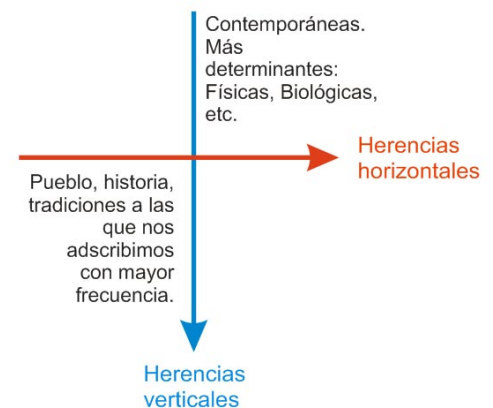 Contemporáneas.
Más
determinantes:
Físicas, Biológicas,
etc.
Herencias
horizontales
Pueblo, historia,
tradiciones a las
que nos
adscribimos
con mayor
frecuencia.
Herencias
verticales